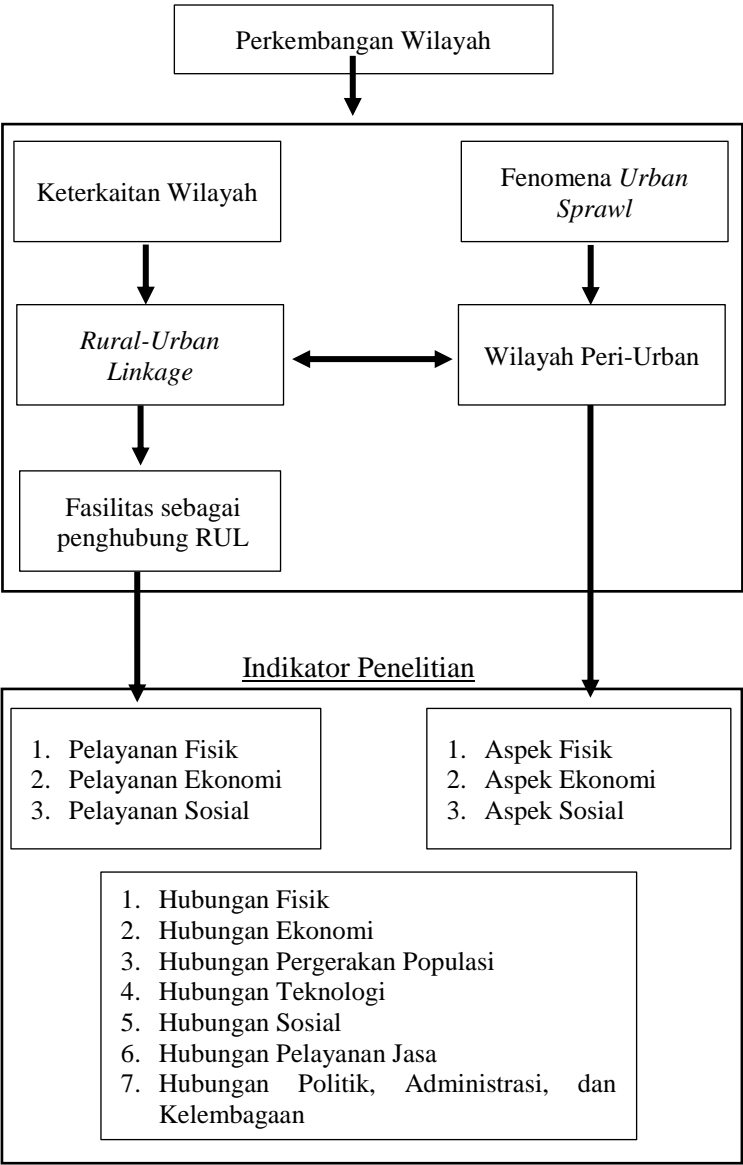 Perkembangan Wilayah
Keterkaitan Wilayah
Fenomena Urban
Sprawl
Rural-Urban
Linkage
Wilayah Peri-Urban
Fasilitas sebagai
penghubung RUL
Indikator Penelitian
1. Pelayanan Fisik
2. Pelayanan Ekonomi
3. Pelayanan Sosial
1. Aspek Fisik
2. Aspek Ekonomi
3. Aspek Sosial
1. Hubungan Fisik
2. Hubungan Ekonomi
3. Hubungan Pergerakan Populasi
4. Hubungan Teknologi
5. Hubungan Sosial
6. Hubungan Pelayanan Jasa
7. Hubungan Politik, Administrasi, dan
Kelembagaan